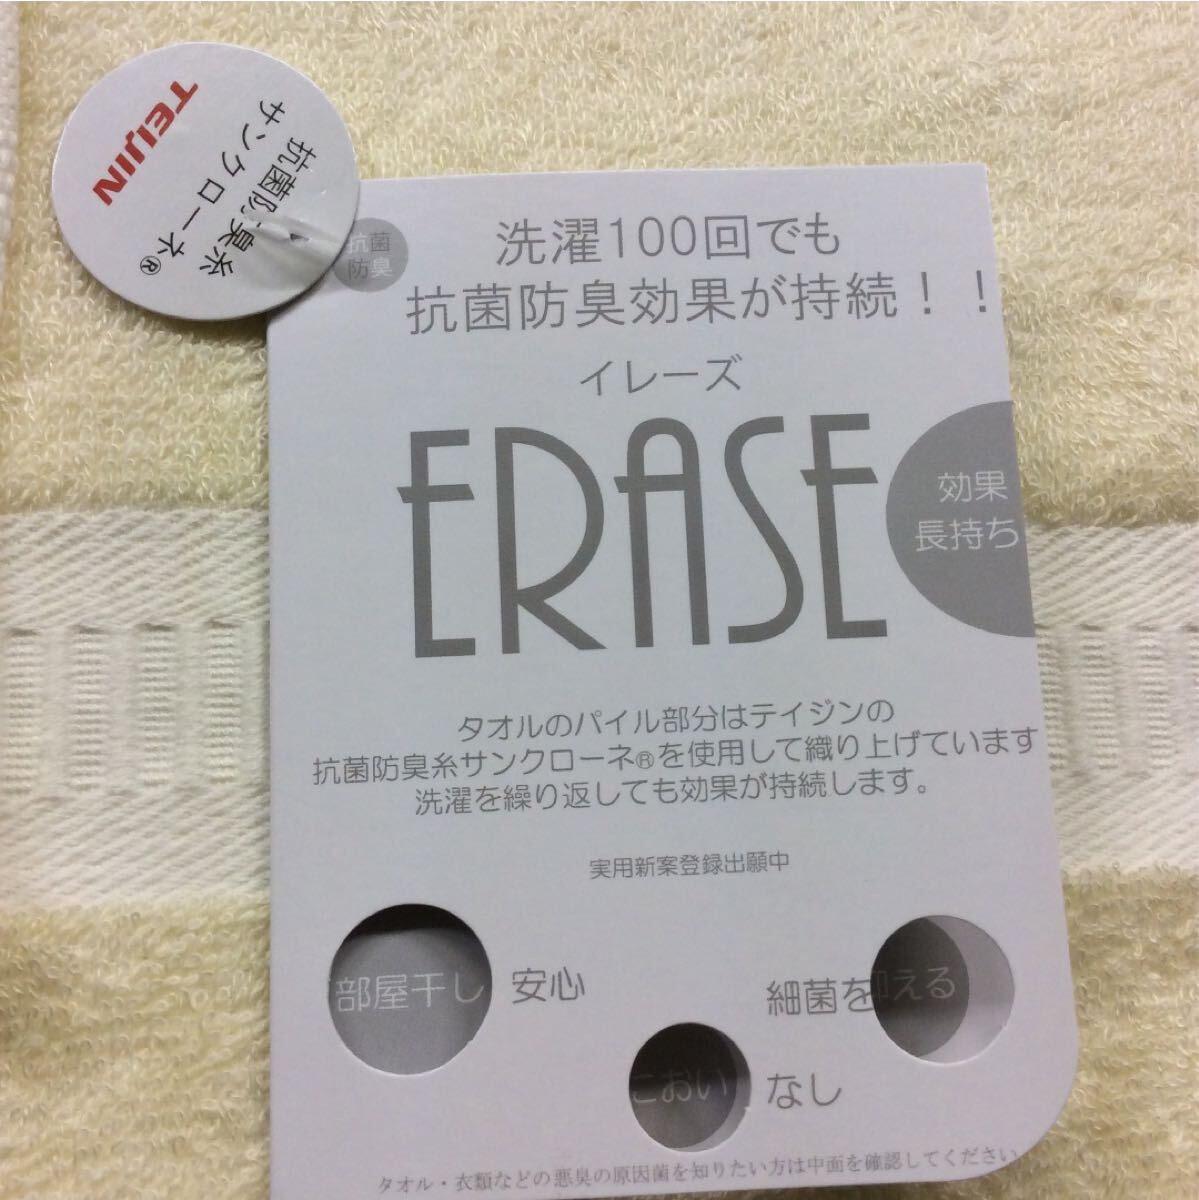 TEIJIN
抗菌防臭糸
サンクローネ®
抗菌
防臭
洗濯100回でも
抗菌防臭効果が持続！！
イレーズ
ERASE
効果
長持ち
タオルのパイル部分はテイジンの
抗菌防臭糸サンクローネ®を使用して織り上げています
洗濯を繰り返しても効果が持続します。
実用新案登録出願中
部屋干し 安心
細菌を抑える
におい なし
タオル・衣類などの悪臭の原因菌を知りたい方は中面を確認してください